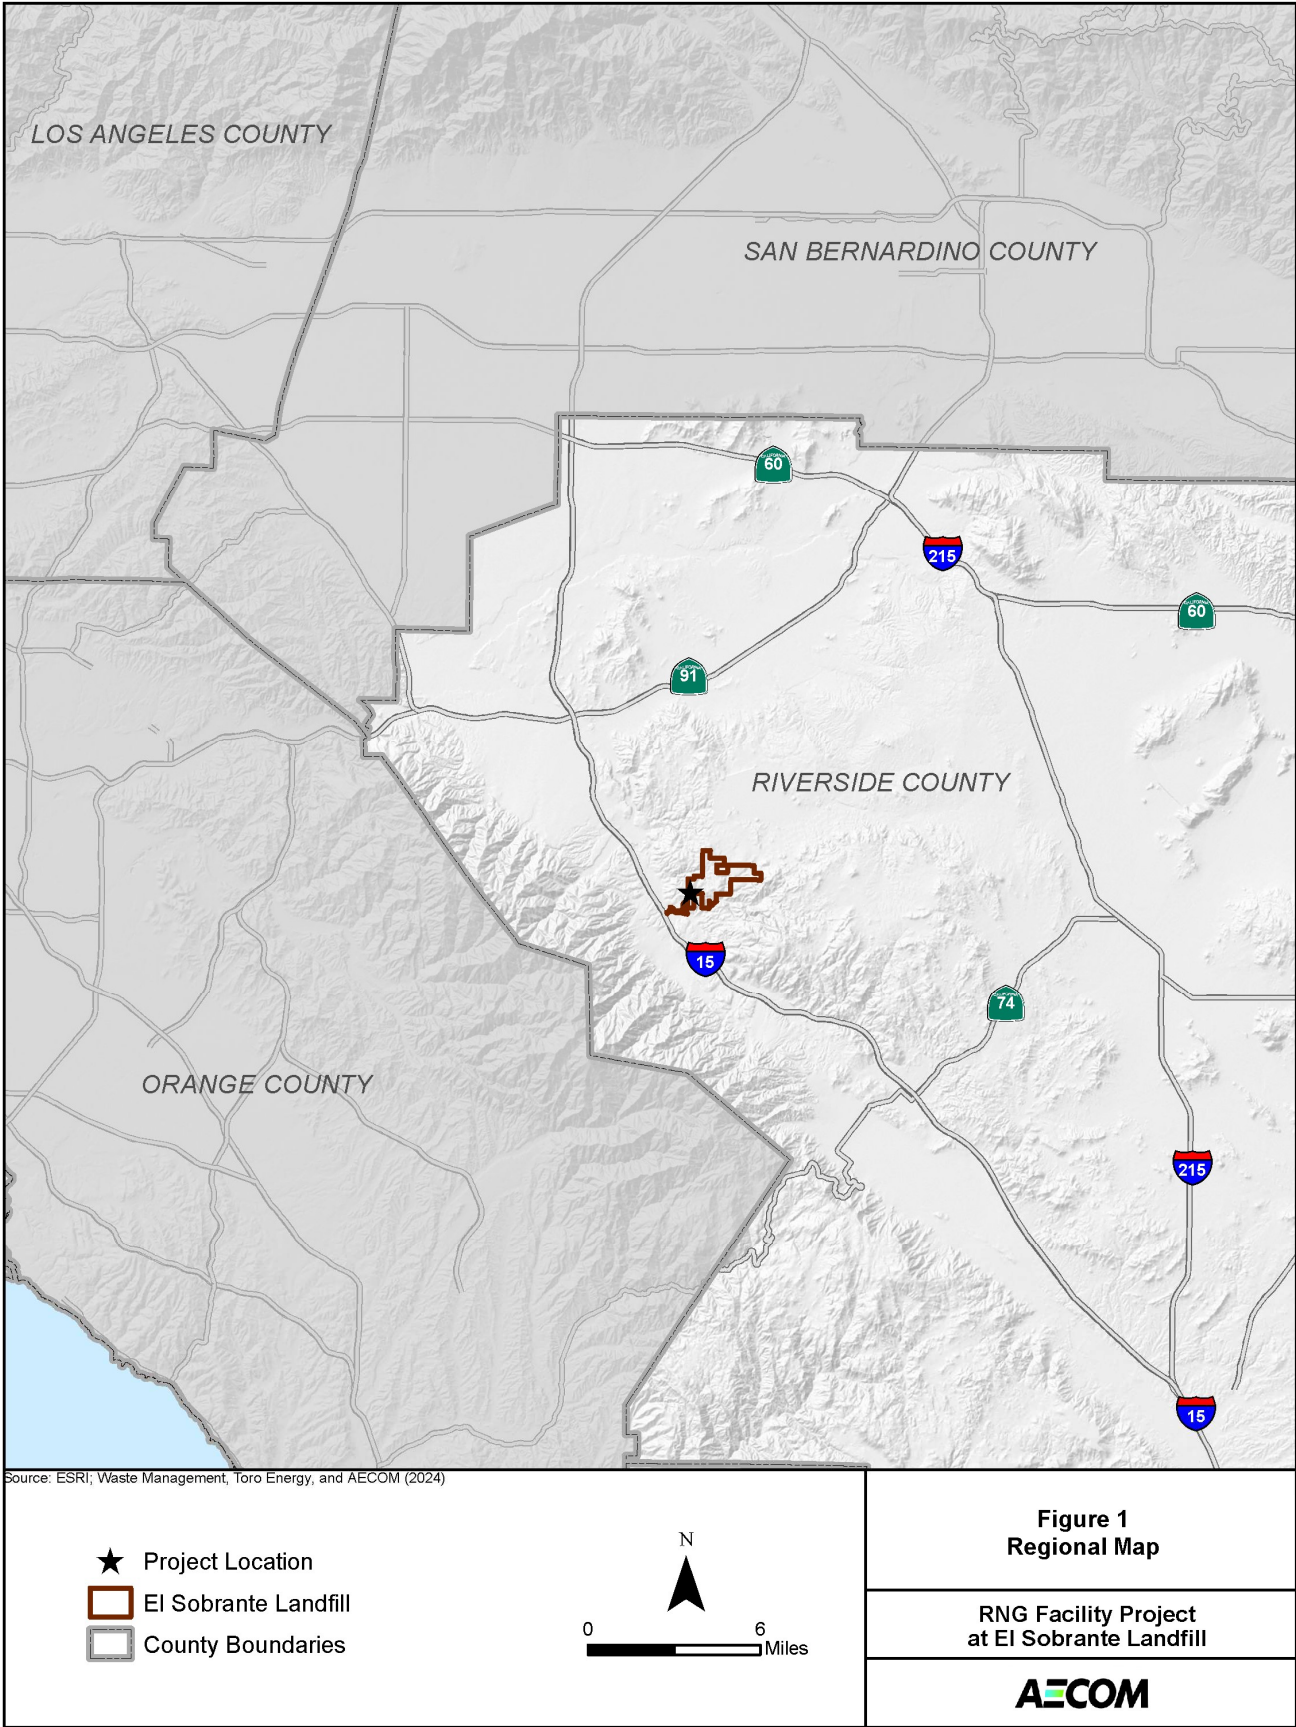 LOS ANGELES COUNTY
SAN BERNARDINO COUNTY
60
215
60
91
RIVERSIDE COUNTY
15
74
ORANGE COUNTY
215
15
Source: ESRI; Waste Management, Toro Energy, and AECOM (2024)
Project Location
El Sobrante Landfill
County Boundaries
N
0 6
Miles
Figure 1
Regional Map
RNG Facility Project
at El Sobrante Landfill
AECOM